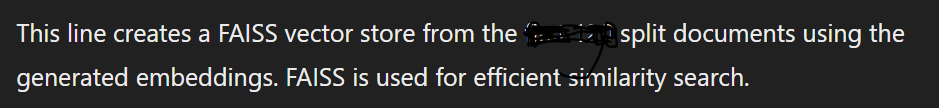 This line creates a FAISS vector store from the split documents using the
generated embeddings. FAISS is used for efficient similarity search.